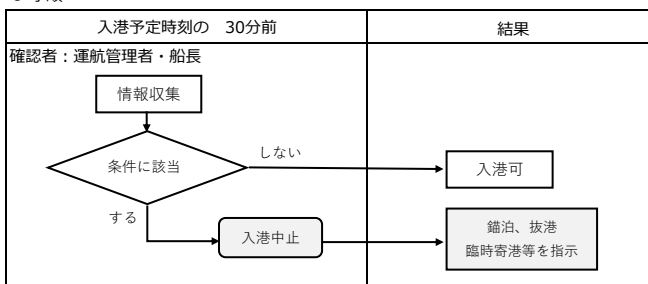 入港予定時刻の　30分前
結果
確認者：運航管理者・船長
情報収集
条件に該当
しない
入港可
する
入港中止
錨泊、抜港
臨時寄港等を指示